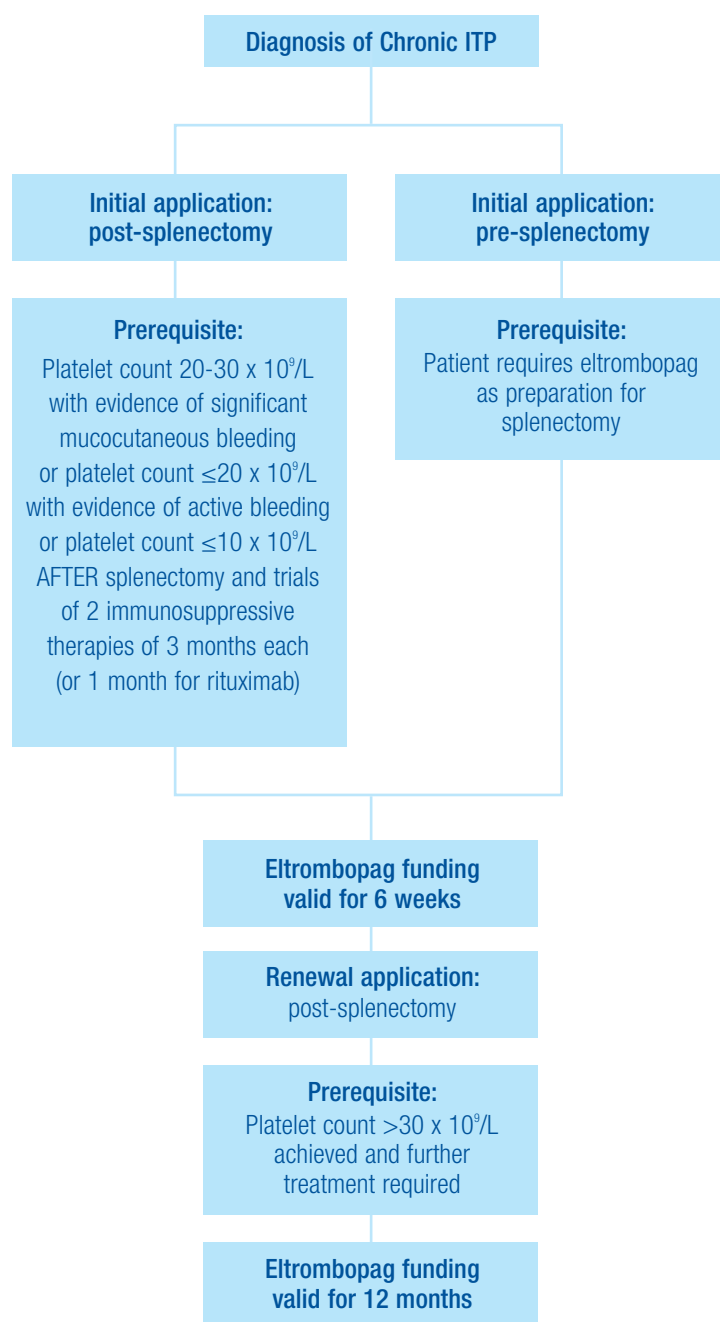 Diagnosis of Chronic ITP
Initial application:
post-splenectomy
Initial application:
pre-splenectomy
Prerequisite:
Platelet count 20-30 x 10⁹/L
with evidence of significant
mucocutaneous bleeding
or platelet count ≤20 x 10⁹/L
with evidence of active bleeding
or platelet count ≤10 x 10⁹/L
AFTER splenectomy and trials
of 2 immunosuppressive
therapies of 3 months each
(or 1 month for rituximab)
Prerequisite:
Patient requires eltrombopag
as preparation for
splenectomy
Eltrombopag funding
valid for 6 weeks
Renewal application:
post-splenectomy
Prerequisite:
Platelet count >30 x 10⁹/L
achieved and further
treatment required
Eltrombopag funding
valid for 12 months